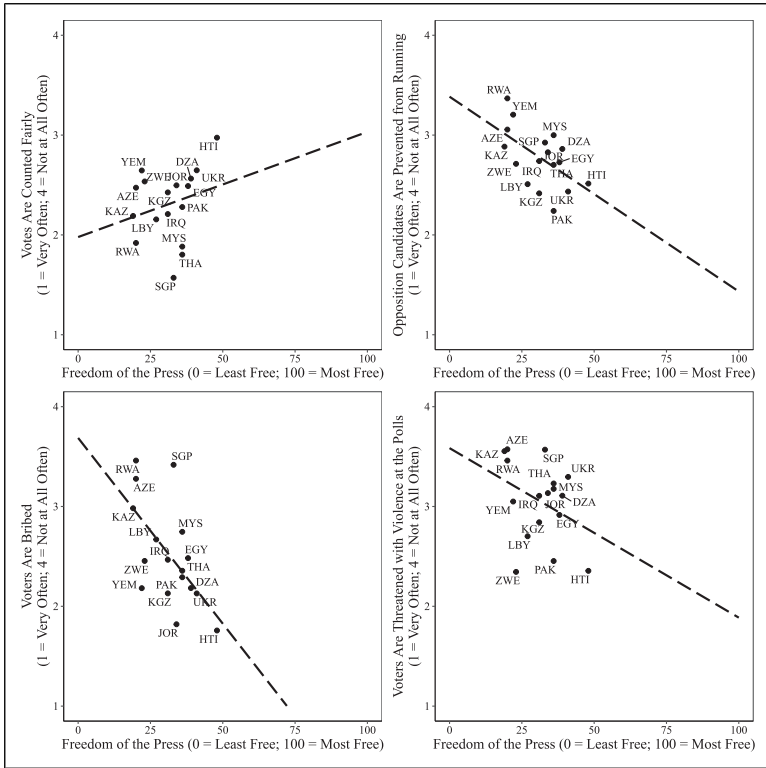 Votes Are Counted Fairly
(1 = Very Often; 4 = Not at All Often)
4
3
2
1
HTI
YEM
DZA
ZWE
JOR
UKR
AZE
KGZ
EGY
KAZ
PAK
LBY
IRQ
RWA
MYS
THA
SGP
0
25
50
75
100
Freedom of the Press (0 = Least Free; 100 = Most Free)
Opposition Candidates Are Prevented from Running
(1 = Very Often; 4 = Not at All Often)
4
3
2
1
RWA
YEM
AZE
SGP
MYS
DZA
KAZ
JOR
EGY
ZWE
IRQ
THA
HTI
LBY
KGZ
UKR
PAK
0
25
50
75
100
Freedom of the Press (0 = Least Free; 100 = Most Free)
Voters Are Bribed
(1 = Very Often; 4 = Not at All Often)
4
3
2
1
RWA
SGP
AZE
KAZ
LBY
MYS
IRQ
EGY
ZWE
THA
YEM
PAK
DZA
KGZ
UKR
JOR
HTI
0
25
50
75
100
Freedom of the Press (0 = Least Free; 100 = Most Free)
Voters Are Threatened with Violence at the Polls
(1 = Very Often; 4 = Not at All Often)
4
3
2
1
AZE
KAZ
SGP
RWA
THA
UKR
MYS
YEM
IRQ
JOR
DZA
KGZ
EGY
LBY
ZWE
PAK
HTI
0
25
50
75
100
Freedom of the Press (0 = Least Free; 100 = Most Free)